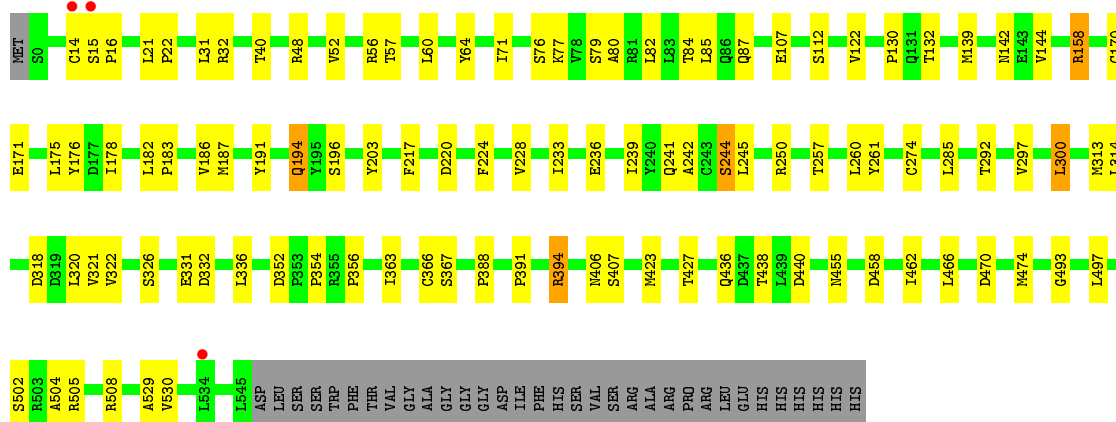 MET S0 C14 S15 P16 L21 P22 L31 R32 T40 R48 V52 R56 T57 L60 Y64 I71 S76 K77 V78 S79 A80 R81 L82 L83 T84 L85 Q86 Q87 E107 S112 V122 P130 Q131 T132 M139 N142 E143 V144 R158
E171 L175 Y176 D177 I178 L182 P183 V186 M187 Y191 Q194 Y195 S196 Y203 F217 D220 F224 V228 I233 E236 I239 Y240 Q241 A242 C243 S244 L245 R250 T257 L260 Y261 C274 L285 T292 V297 L300 M313 L314
D318 D319 L320 V321 V322 S326 E331 D332 L336 D352 P353 P354 R355 P356 I363 C366 S367 P388 P391 R394 N406 S407 M423 T427 Q436 D437 T438 L439 D440 N455 D458 I462 L466 D470 M474 G493 L497
S502 R503 A504 R505 R508 A529 V530 L534 L545 ASP LEU SER SER TRP PHE THR VAL GLY ALA GLY GLY GLY ASP ILE PHE HIS SER VAL SER ARG ALA ARG PRO ARG LEU GLU HIS HIS HIS HIS HIS HIS